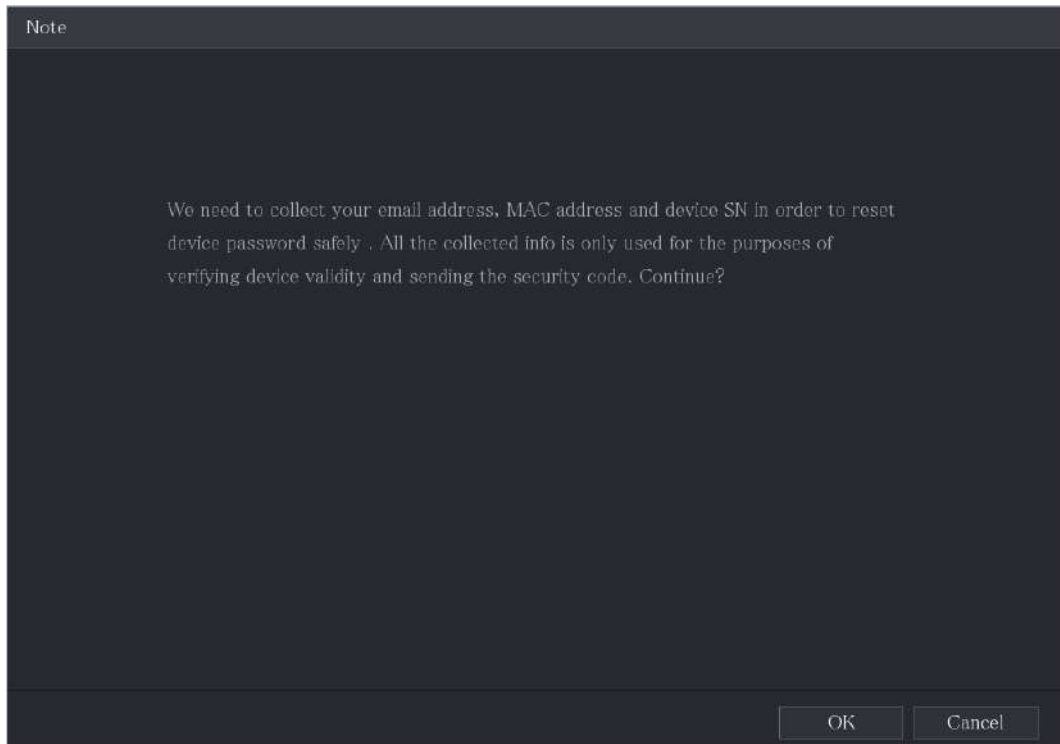 Note
We need to collect your email address, MAC address and device SN in order to reset
device password safely . All the collected info is only used for the purposes of
verifying device validity and sending the security code. Continue?
OK
Cancel